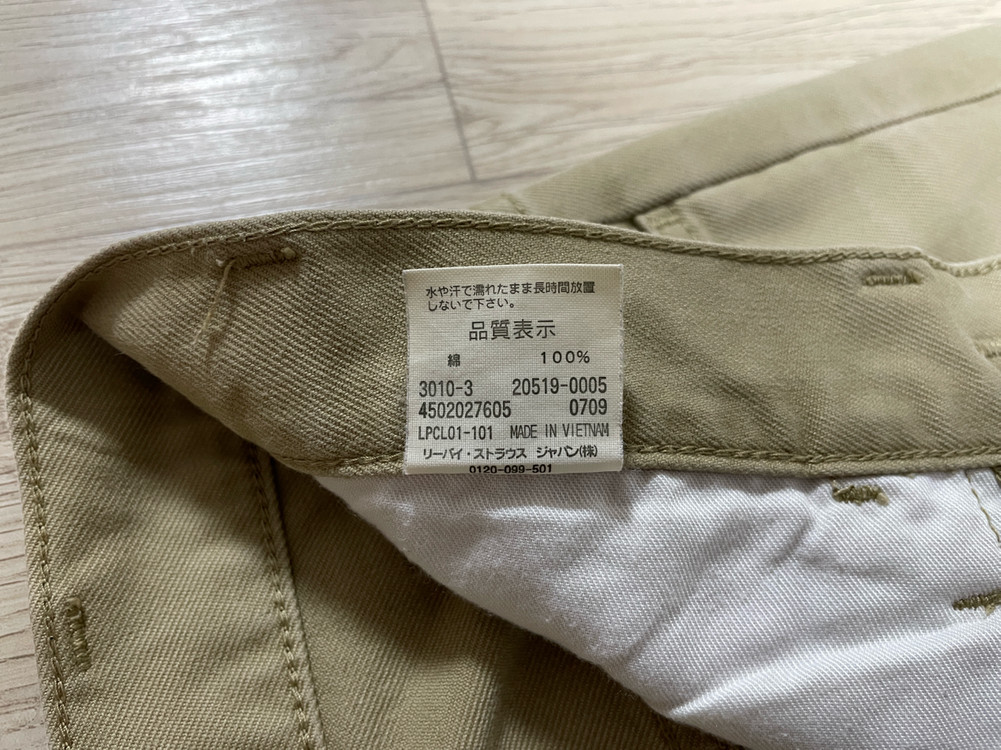 水や汗で濡れたまま長時間放置
しないで下さい。
品質表示
綿 100%
3010-3 20519-0005
4502027605 0709
LPCL01-101 MADE IN VIETNAM
リーバイ・ストラウス ジャパン(株)
0120-099-501